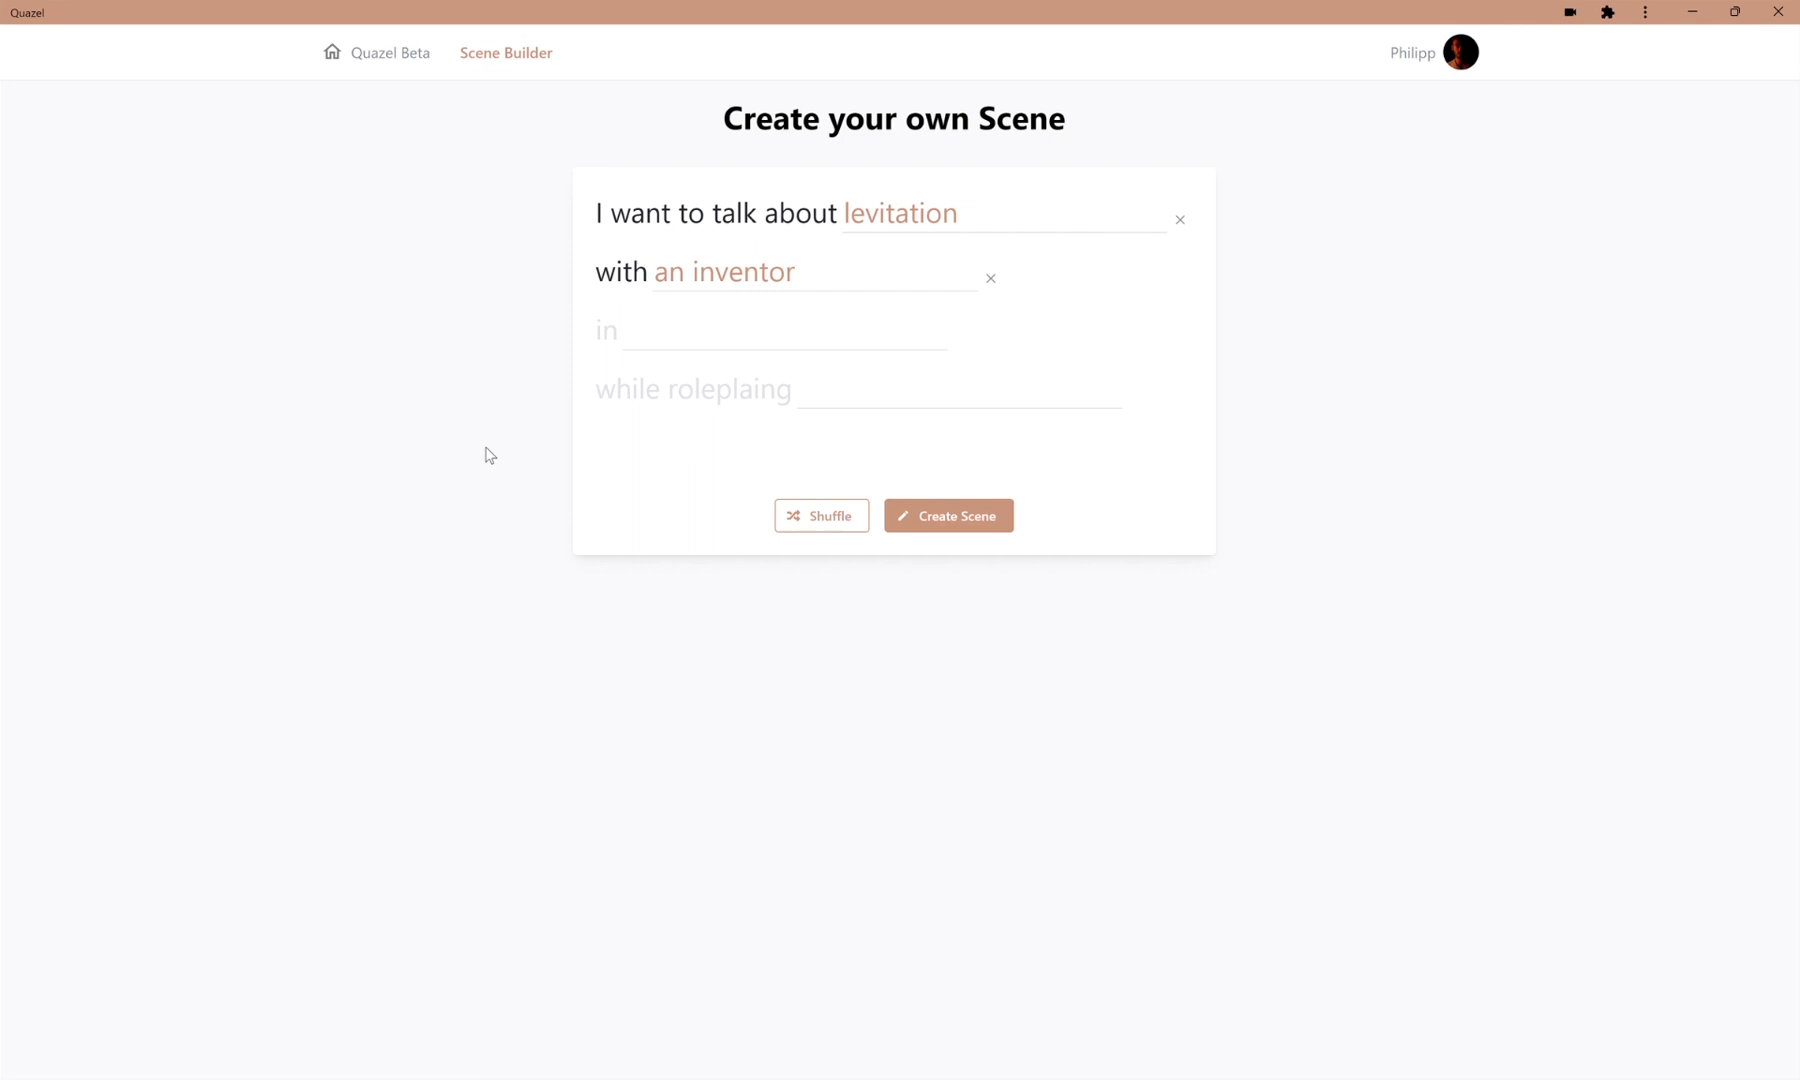 Quazel
Quazel Beta Scene Builder Philipp
Create your own Scene
I want to talk about levitation
with an inventor
in
while roleplaing
Shuffle Create Scene